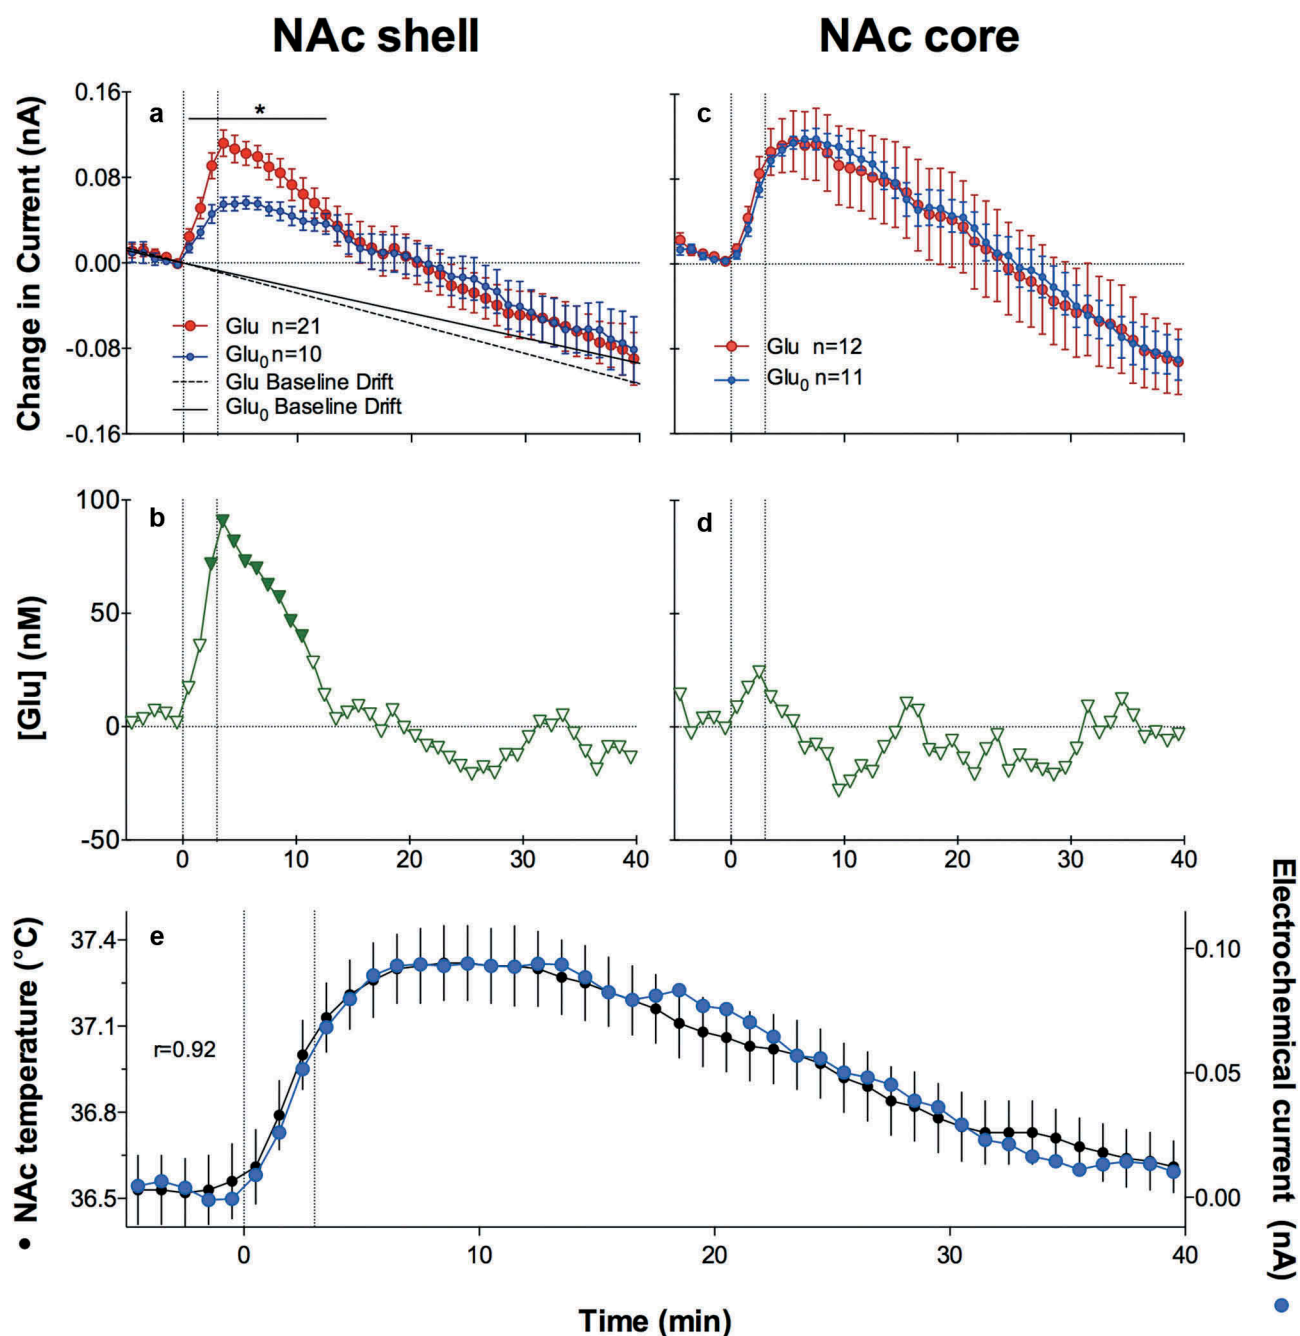 NAc shell
NAc core
Change in Current (nA)
0.16
0.08
0.00
-0.08
-0.16
a
*
Glu n=21
Glu₀ n=10
Glu Baseline Drift
Glu₀ Baseline Drift
c
Glu n=12
Glu₀ n=11
[Glu] (nM)
100
50
0
-50
b
0 10 20 30 40
d
0 10 20 30 40
• NAc temperature (°C)
37.4
37.1
36.8
36.5
e
r=0.92
0.10
0.05
0.00
Electrochemical current (nA) ●
0 10 20 30 40
Time (min)